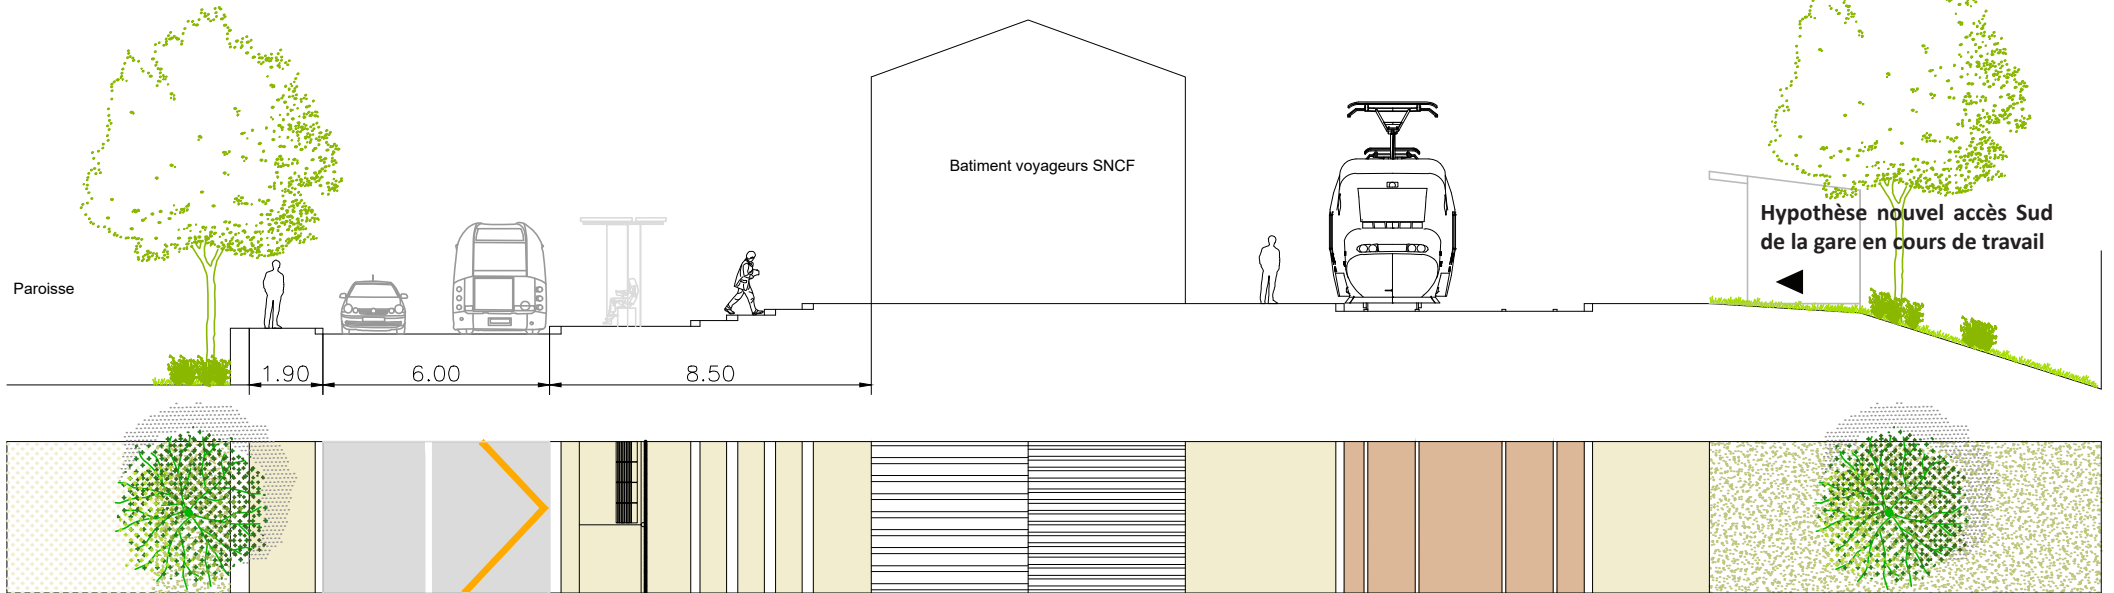 Batiment voyageurs SNCF
Hypothèse nouvel accès Sud
de la gare en cours de travail
Paroisse
1.90
6.00
8.50